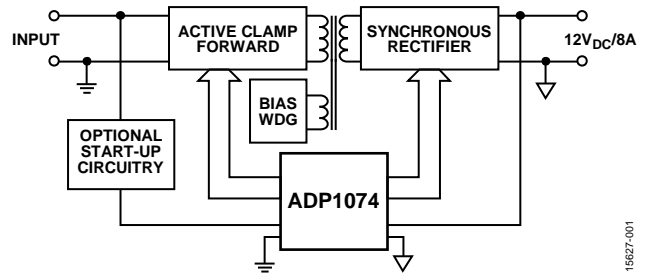 INPUT
ACTIVE CLAMP
FORWARD
SYNCHRONOUS
RECTIFIER
12VDC/8A
BIAS
WDG
OPTIONAL
START-UP
CIRCUITRY
ADP1074
15627-001